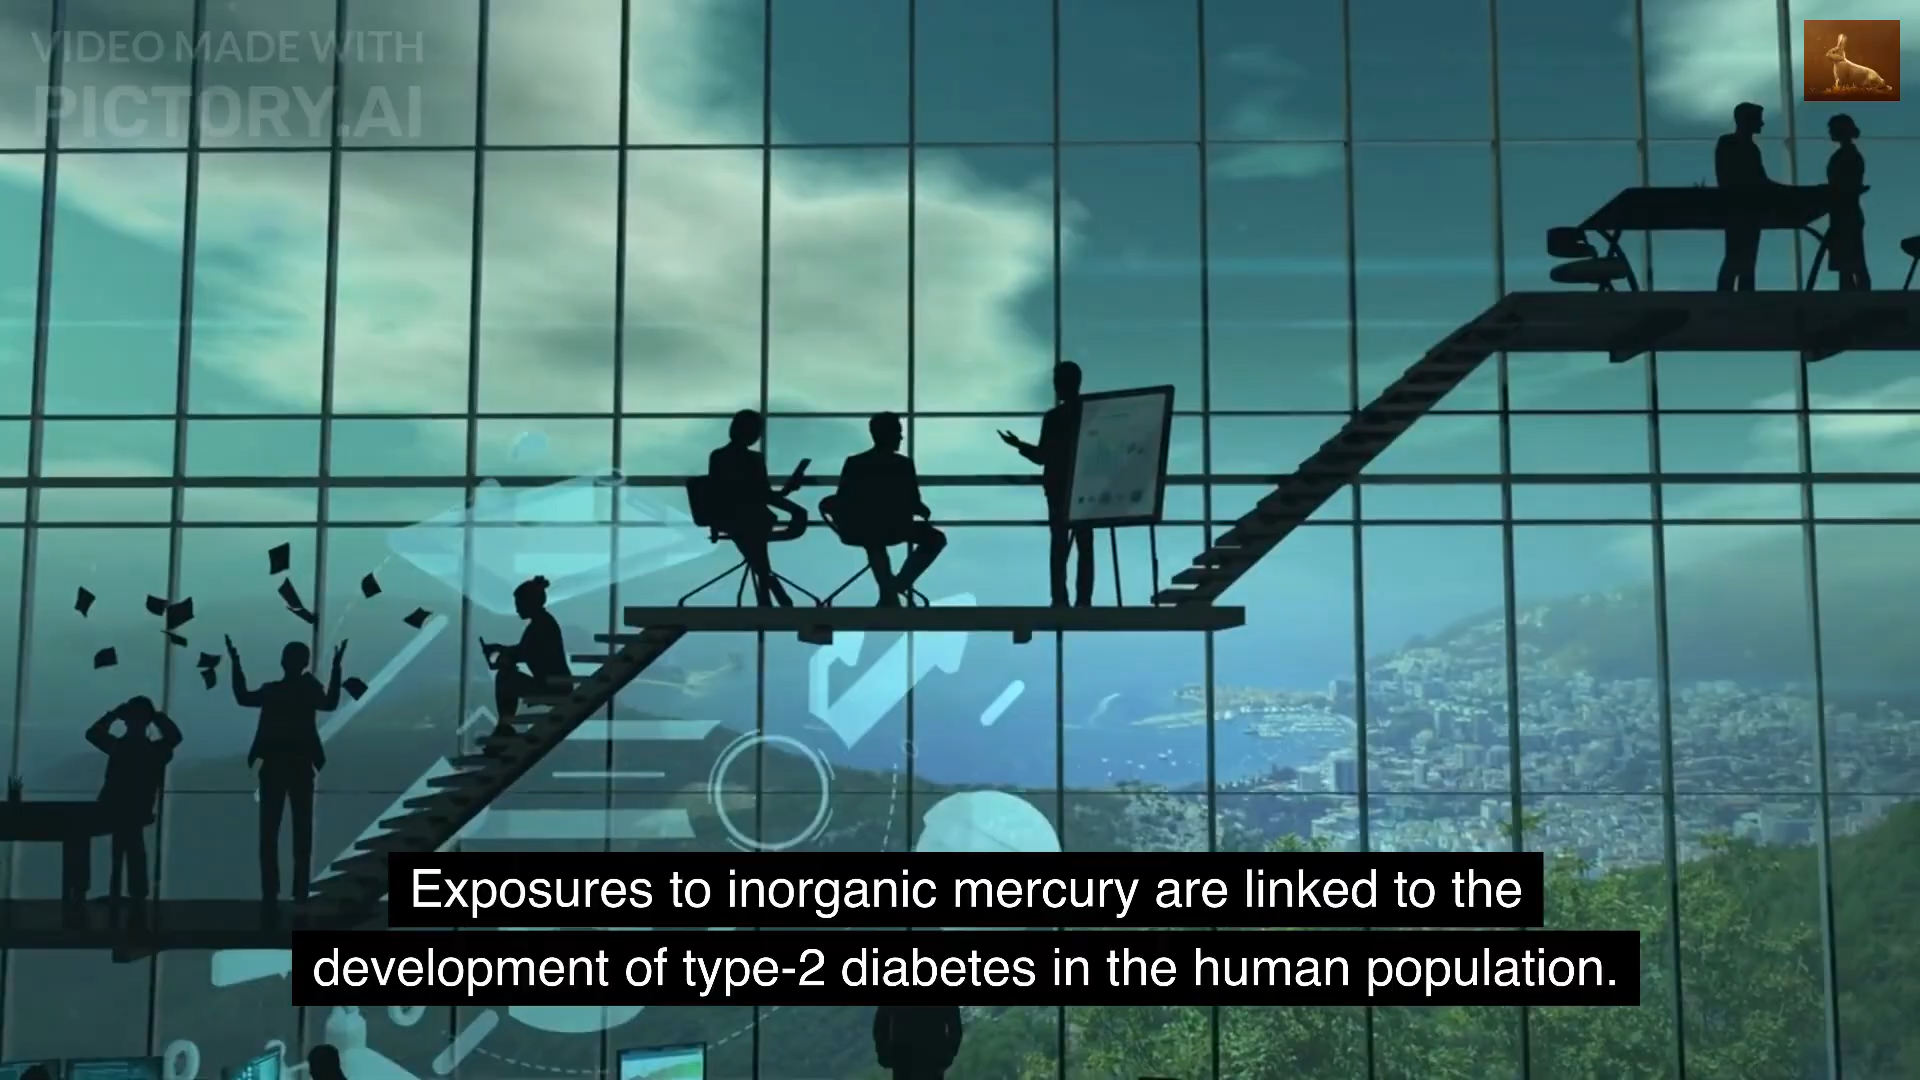 VIDEO MADE WITH
PICTORY.AI
Exposures to inorganic mercury are linked to the
development of type-2 diabetes in the human population.